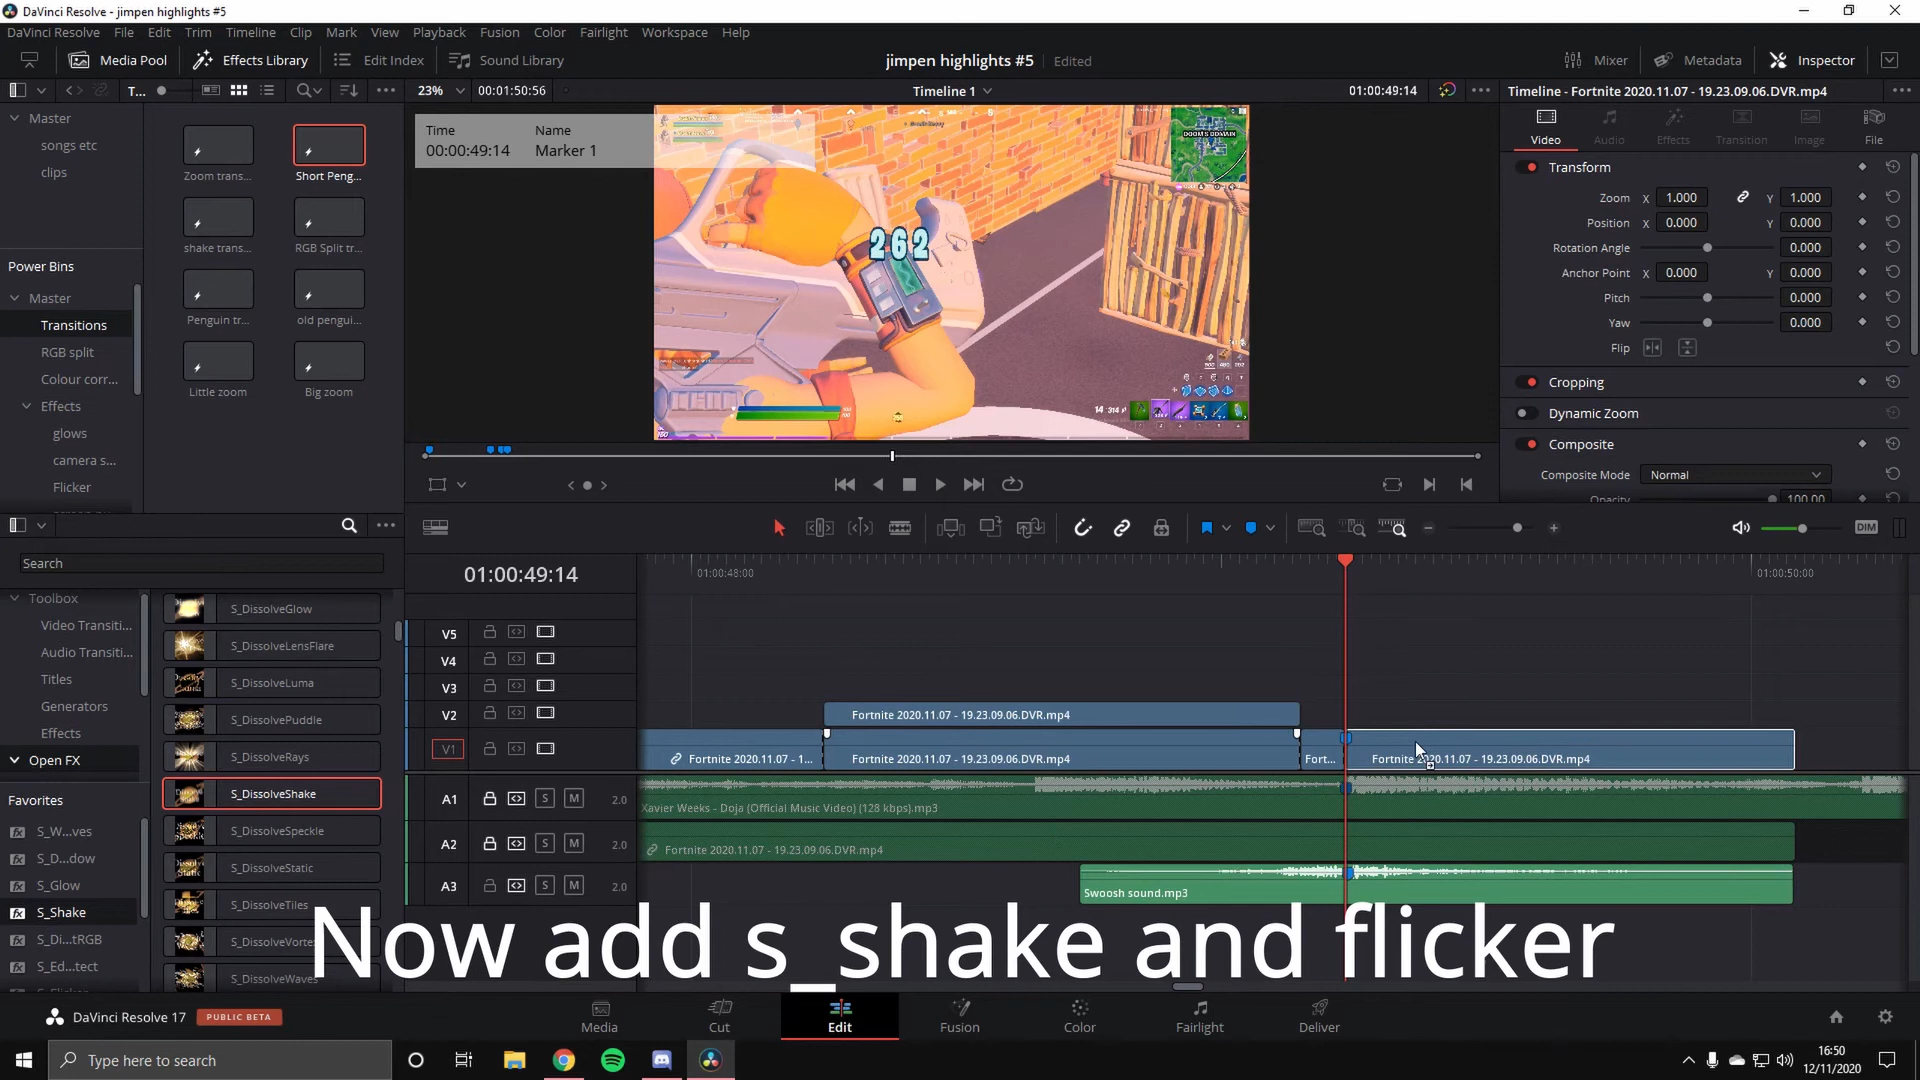 DaVinci Resolve - jimpen highlights #5
DaVinci Resolve File Edit Trim Timeline Clip Mark View Playback Fusion Color Fairlight Workspace Help
Media Pool Effects Library Edit Index Sound Library jimpen highlights #5 Edited Mixer Metadata Inspector
T... 23% 00:01:50:56 Timeline 1 01:00:49:14 Timeline - Fortnite 2020.11.07 - 19.23.09.06.DVR.mp4
Master
songs etc
clips
Power Bins
Master
Transitions
RGB split
Colour corr...
Effects
glows
camera s...
Flicker
Zoom trans... Short Peng...
shake trans... RGB Split tr...
Penguin tr... old pengui...
Little zoom Big zoom
Time Name
00:00:49:14 Marker 1
DOOM'S DOMAIN
262
14 314
Video Audio Effects Transition Image File
Transform
Zoom X 1.000 Y 1.000
Position X 0.000 Y 0.000
Rotation Angle 0.000
Anchor Point X 0.000 Y 0.000
Pitch 0.000
Yaw 0.000
Flip
Cropping
Dynamic Zoom
Composite
Composite Mode Normal
Opacity 100.00
DIM
Search
Toolbox
Video Transiti...
Audio Transiti...
Titles
Generators
Effects
Open FX
Favorites
S_W...ves
S_D...dow
S_Glow
S_Shake
S_Di...tRGB
S_Ed...tect
S_DissolveGlow
S_DissolveLensFlare
S_DissolveLuma
S_DissolvePuddle
S_DissolveRays
S_DissolveShake
S_DissolveSpeckle
S_DissolveStatic
S_DissolveTiles
S_DissolveVortex
S_DissolveWaves
01:00:49:14 01:00:48:00 01:00:50:00
V5
V4
V3
V2 Fortnite 2020.11.07 - 19.23.09.06.DVR.mp4
V1 Fortnite 2020.11.07 - 1... Fortnite 2020.11.07 - 19.23.09.06.DVR.mp4 Fort... Fortnite 2020.11.07 - 19.23.09.06.DVR.mp4
A1 S M 2.0 Xavier Weeks - Doja (Official Music Video) (128 kbps).mp3
A2 S M 2.0 Fortnite 2020.11.07 - 19.23.09.06.DVR.mp4
A3 S M 2.0 Swoosh sound.mp3
Now add s_shake and flicker
DaVinci Resolve 17 PUBLIC BETA Media Cut Edit Fusion Color Fairlight Deliver
Type here to search 16:50
12/11/2020